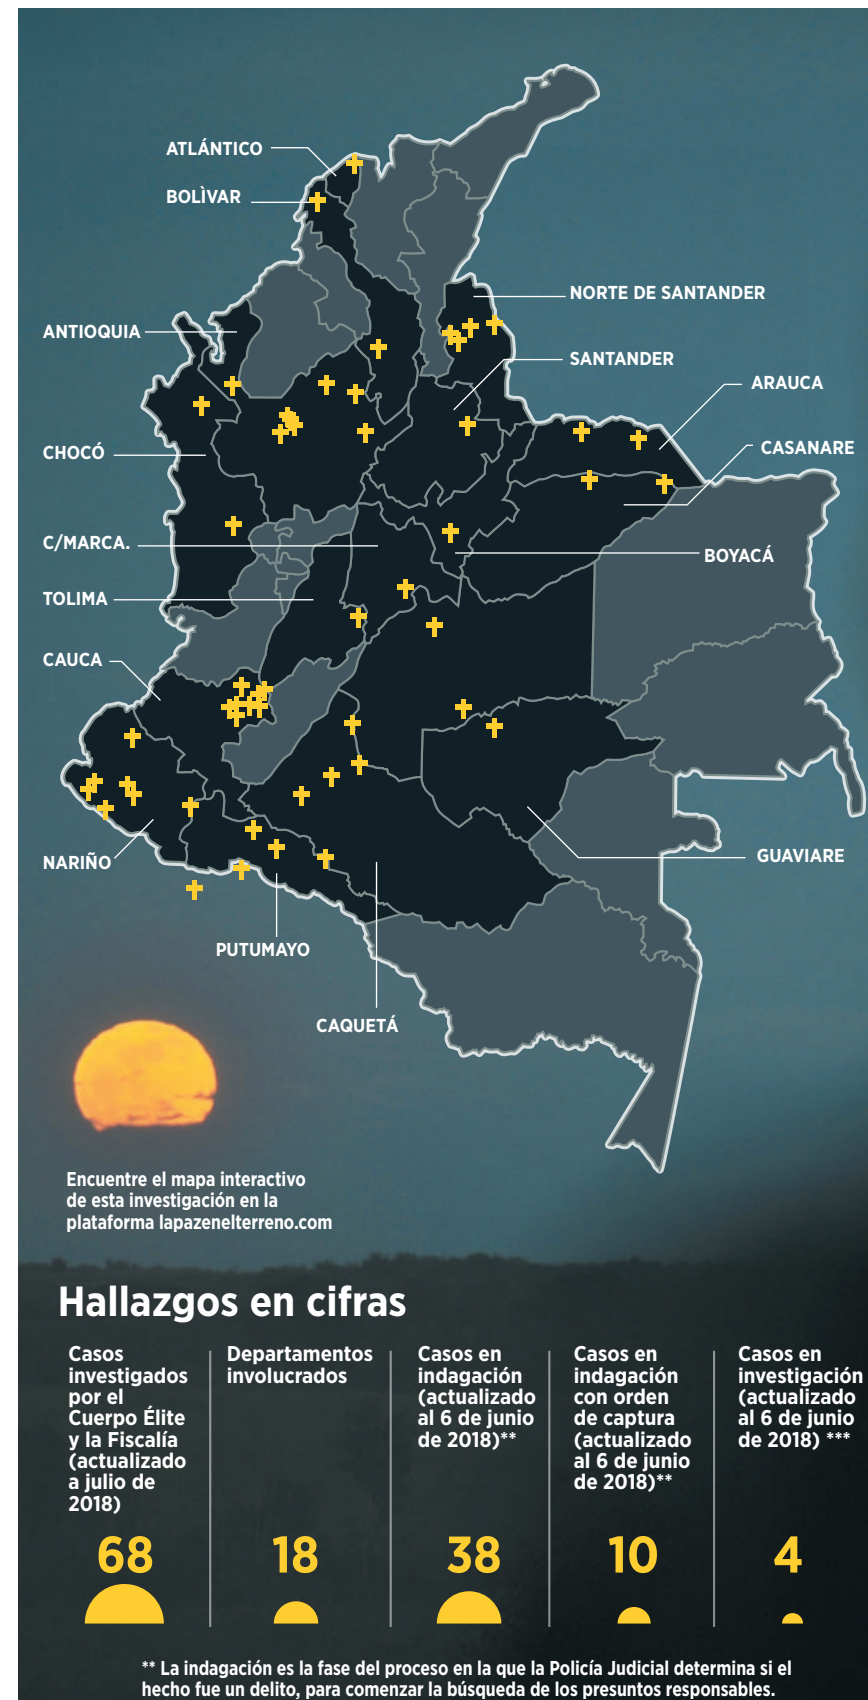 ATLÁNTICO
BOLÌVAR
NORTE DE SANTANDER
ANTIOQUIA
SANTANDER
ARAUCA
CHOCÓ
CASANARE
C/MARCA.
BOYACÁ
TOLIMA
CAUCA
NARIÑO
GUAVIARE
PUTUMAYO
CAQUETÁ
Encuentre el mapa interactivo
de esta investigación en la
plataforma lapazenelterreno.com
Hallazgos en cifras
Casos
investigados
por el
Cuerpo Élite
y la Fiscalía
(actualizado
a julio de
2018)
68
Departamentos
involucrados
18
Casos en
indagación
(actualizado
al 6 de junio
de 2018)**
38
Casos en
indagación
con orden
de captura
(actualizado
al 6 de junio
de 2018)**
10
Casos en
investigación
(actualizado
al 6 de junio
de 2018) ***
4
** La indagación es la fase del proceso en la que la Policía Judicial determina si el
hecho fue un delito, para comenzar la búsqueda de los presuntos responsables.